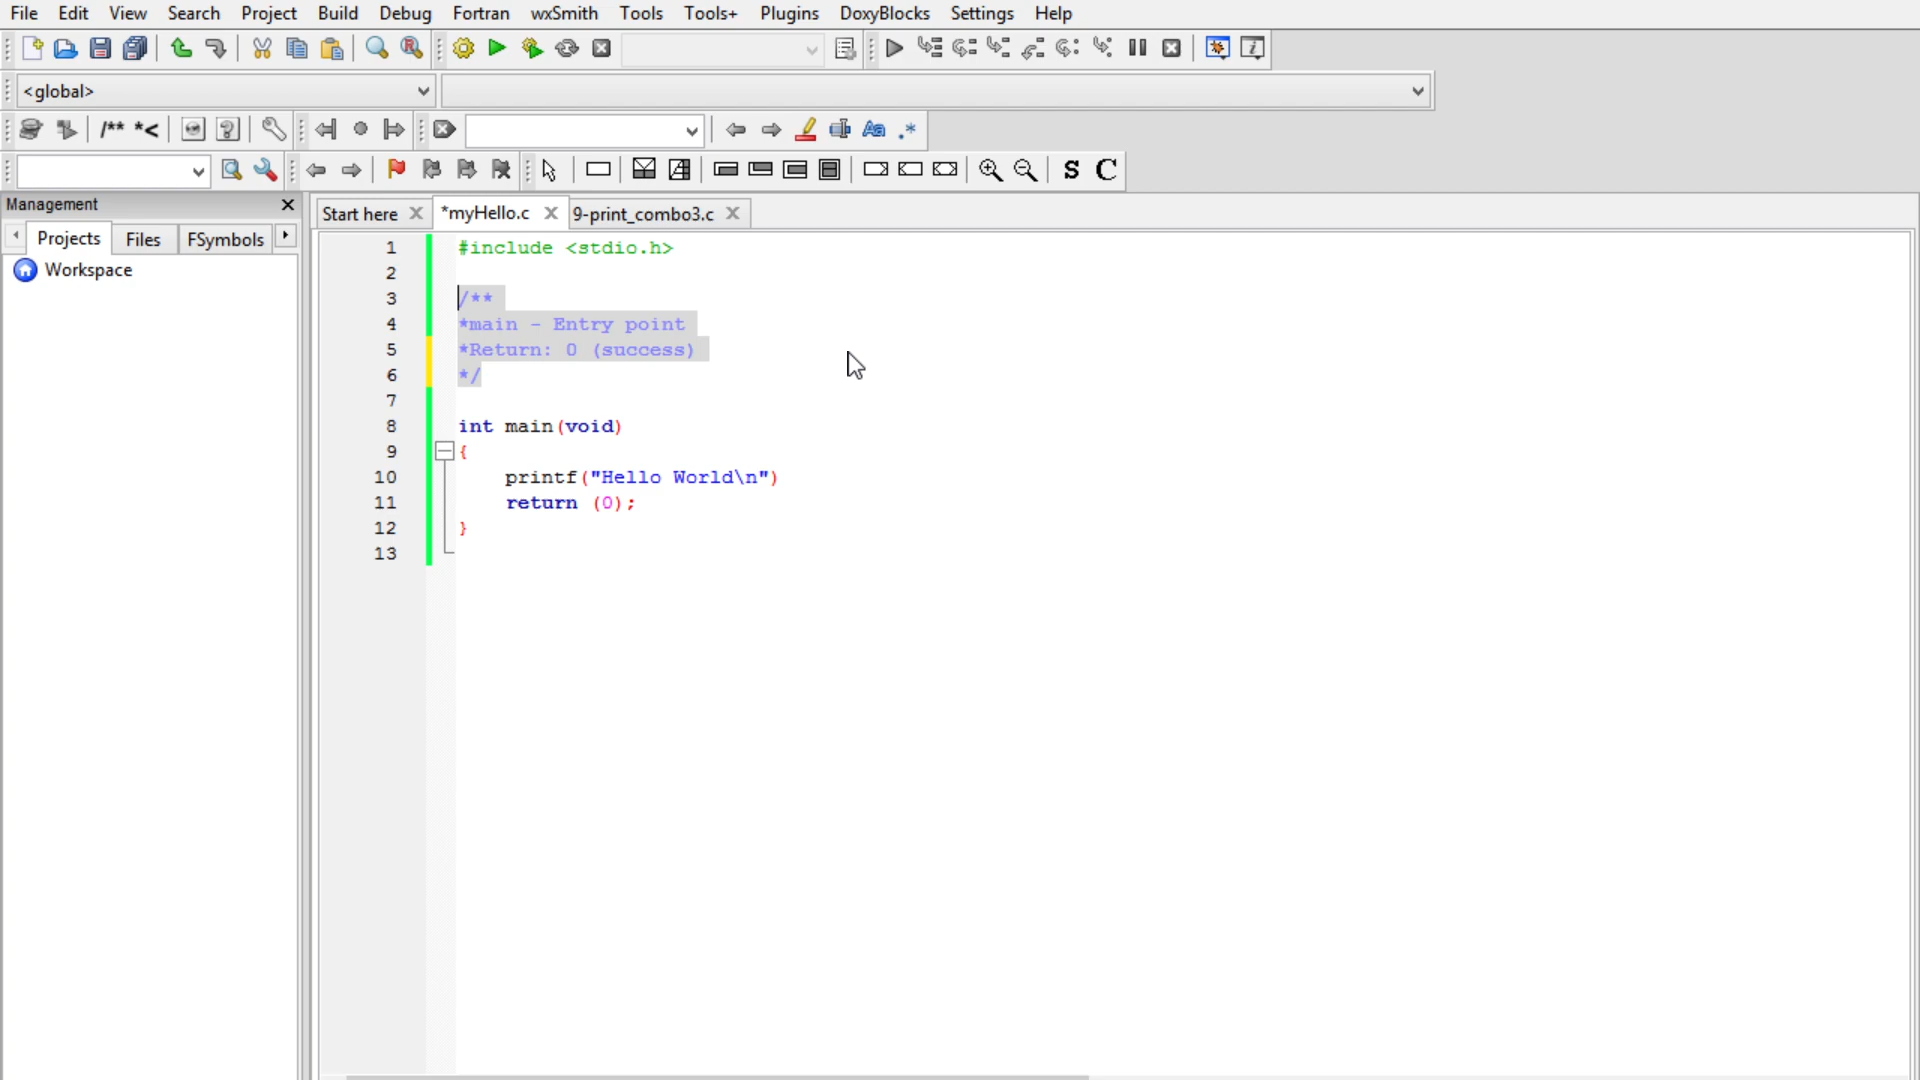 File Edit View Search Project Build Debug Fortran wxSmith Tools Tools+ Plugins DoxyBlocks Settings Help
<global>
/** *<
Aa .*
S C
Management
Start here *myHello.c 9-print_combo3.c
Projects Files FSymbols
Workspace
1 #include <stdio.h>
2
3 /**
4 *main - Entry point
5 *Return: 0 (success)
6 */
7
8 int main(void)
9 {
10 printf("Hello World\n")
11 return (0);
12 }
13